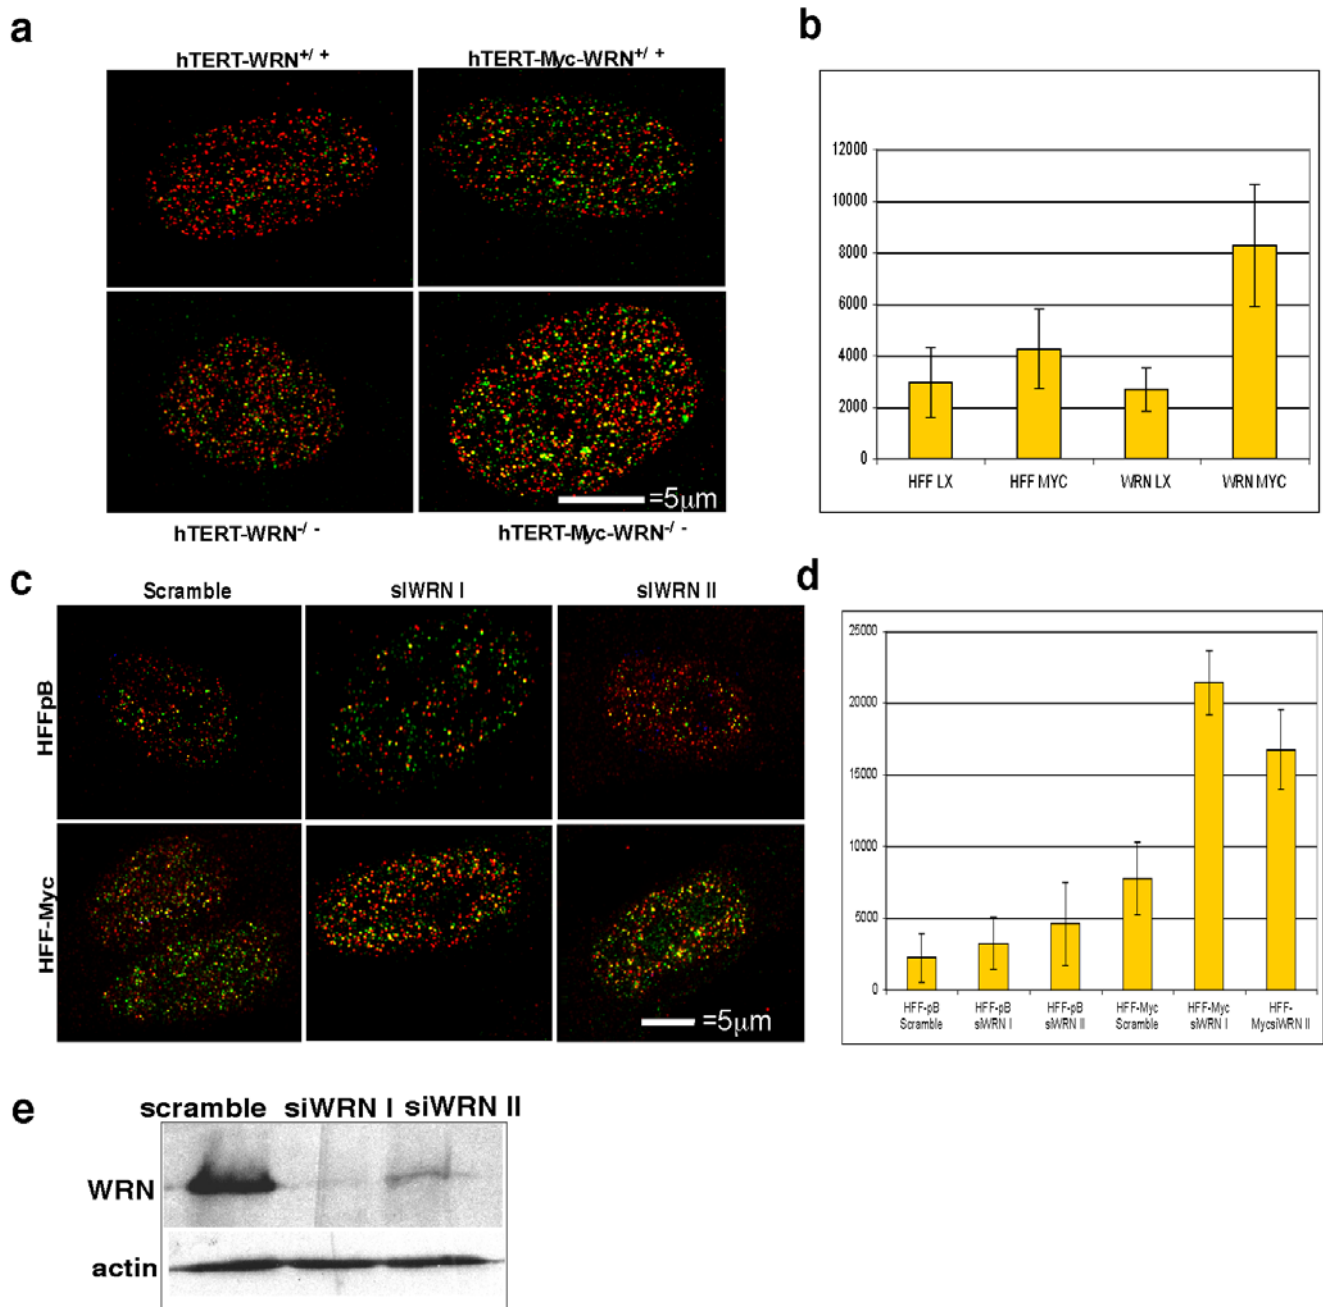 a
hTERT-WRN+/ +
hTERT-Myc-WRN+/ +
hTERT-WRN-/ -
hTERT-Myc-WRN-/ -
=5µm
b
12000
10000
8000
6000
4000
2000
0
HFF LX
HFF MYC
WRN LX
WRN MYC
c
Scramble
siWRN I
siWRN II
HFFpB
HFF-Myc
=5µm
d
25000
20000
15000
10000
5000
0
HFF-pB
Scramble
HFF-pB
siWRN I
HFF-pB
siWRN II
HFF-Myc
Scramble
HFF-Myc
siWRN I
HFF-
MycsiWRN II
e
scramble
siWRN I
siWRN II
WRN
actin